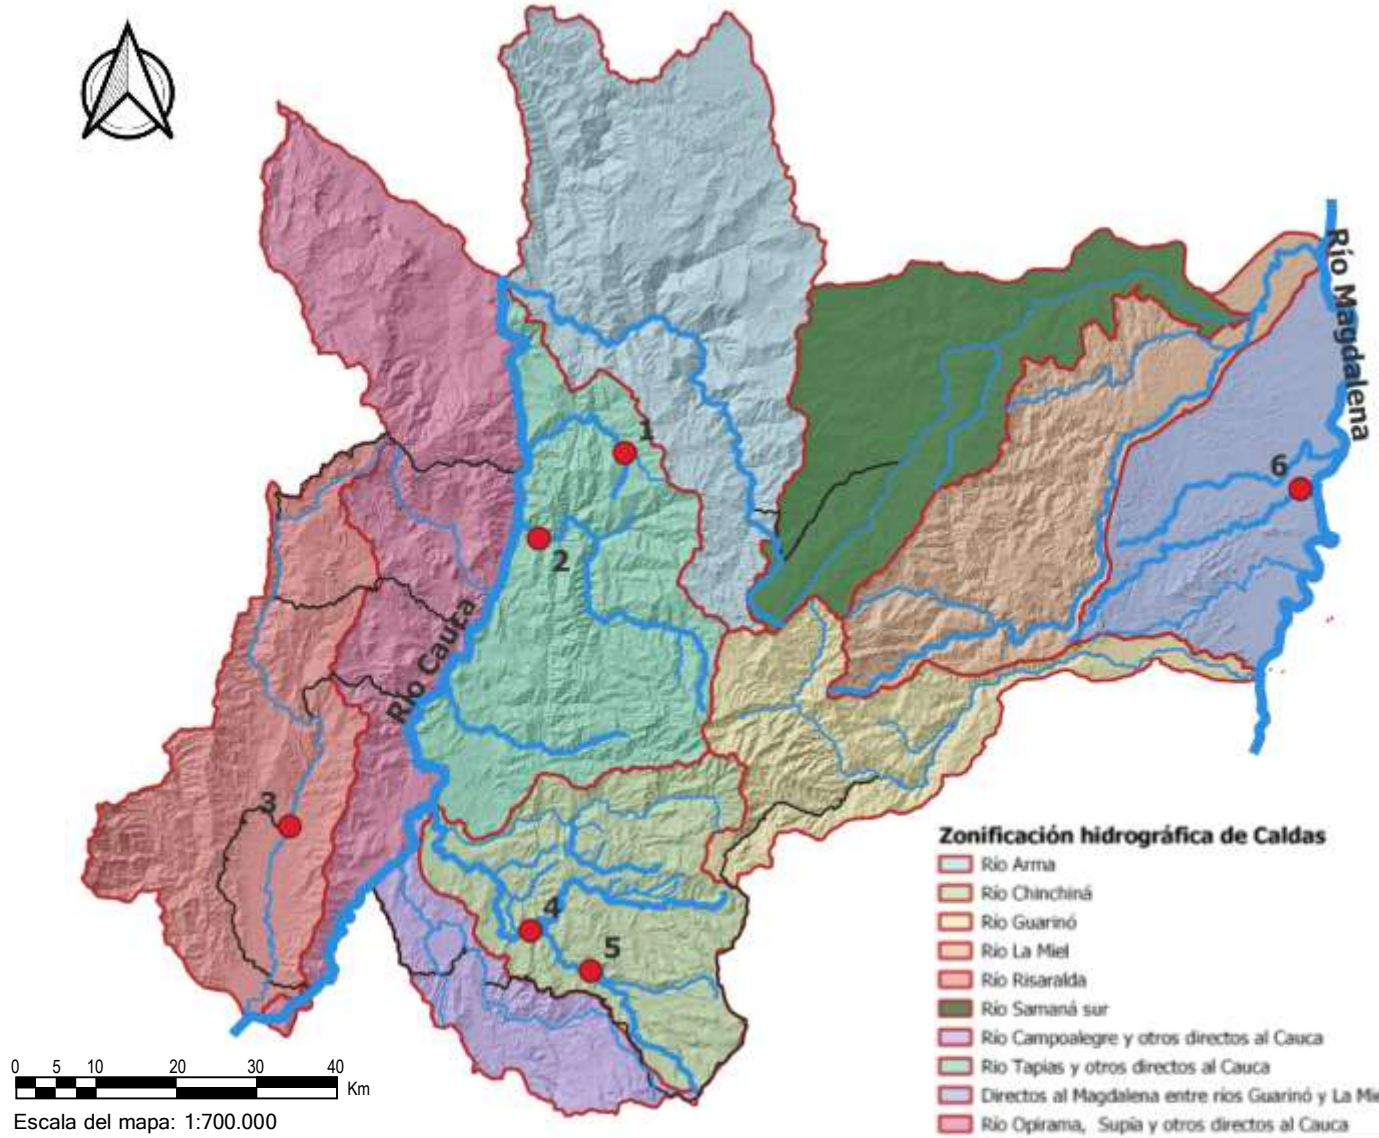 Río Magdalena
1
6
2
Río Cauca
3
4
5
Zonificación hidrográfica de Caldas
Río Arma
Río Chinchiná
Río Guarinó
Río La Miel
Río Risaralda
Río Samaná sur
Río Campoalegre y otros directos al Cauca
Río Tapias y otros directos al Cauca
Directos al Magdalena entre ríos Guarinó y La Mie
Río Opirama, Supía y otros directos al Cauca
0 5 10 20 30 40
Km
Escala del mapa: 1:700.000